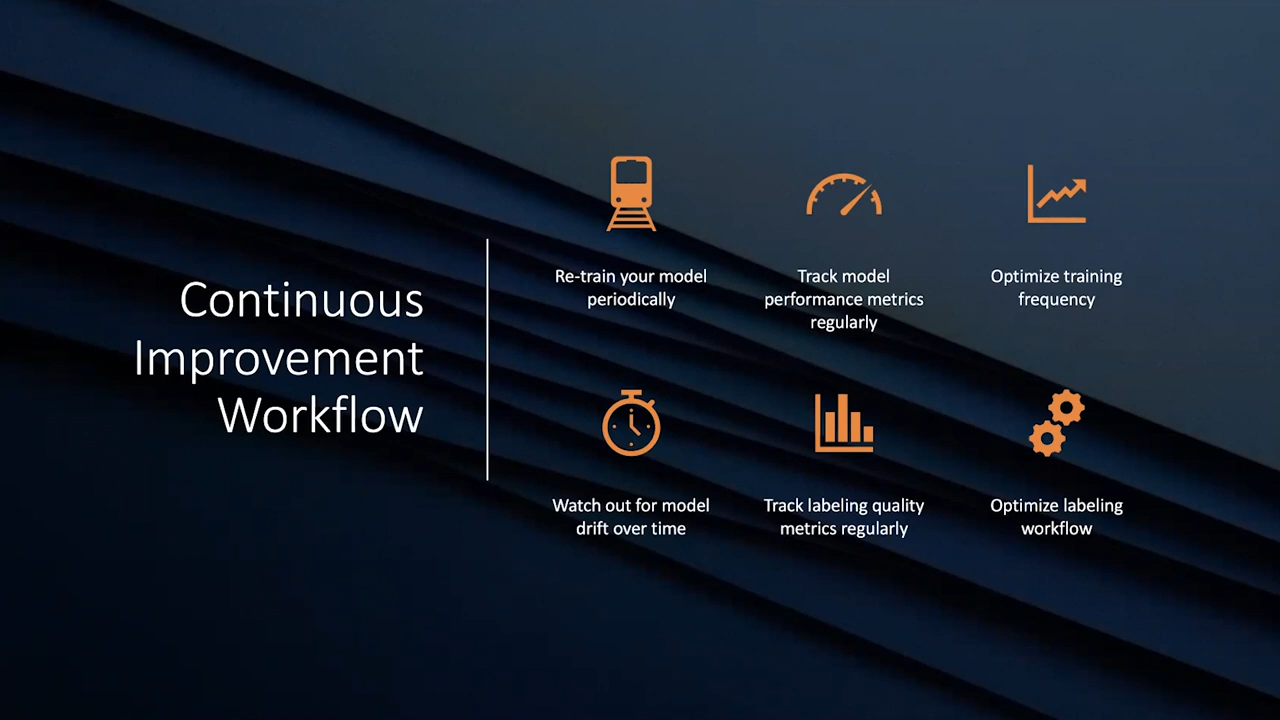 Continuous
Improvement
Workflow
Re-train your model
periodically
Track model
performance metrics
regularly
Optimize training
frequency
Watch out for model
drift over time
Track labeling quality
metrics regularly
Optimize labeling
workflow